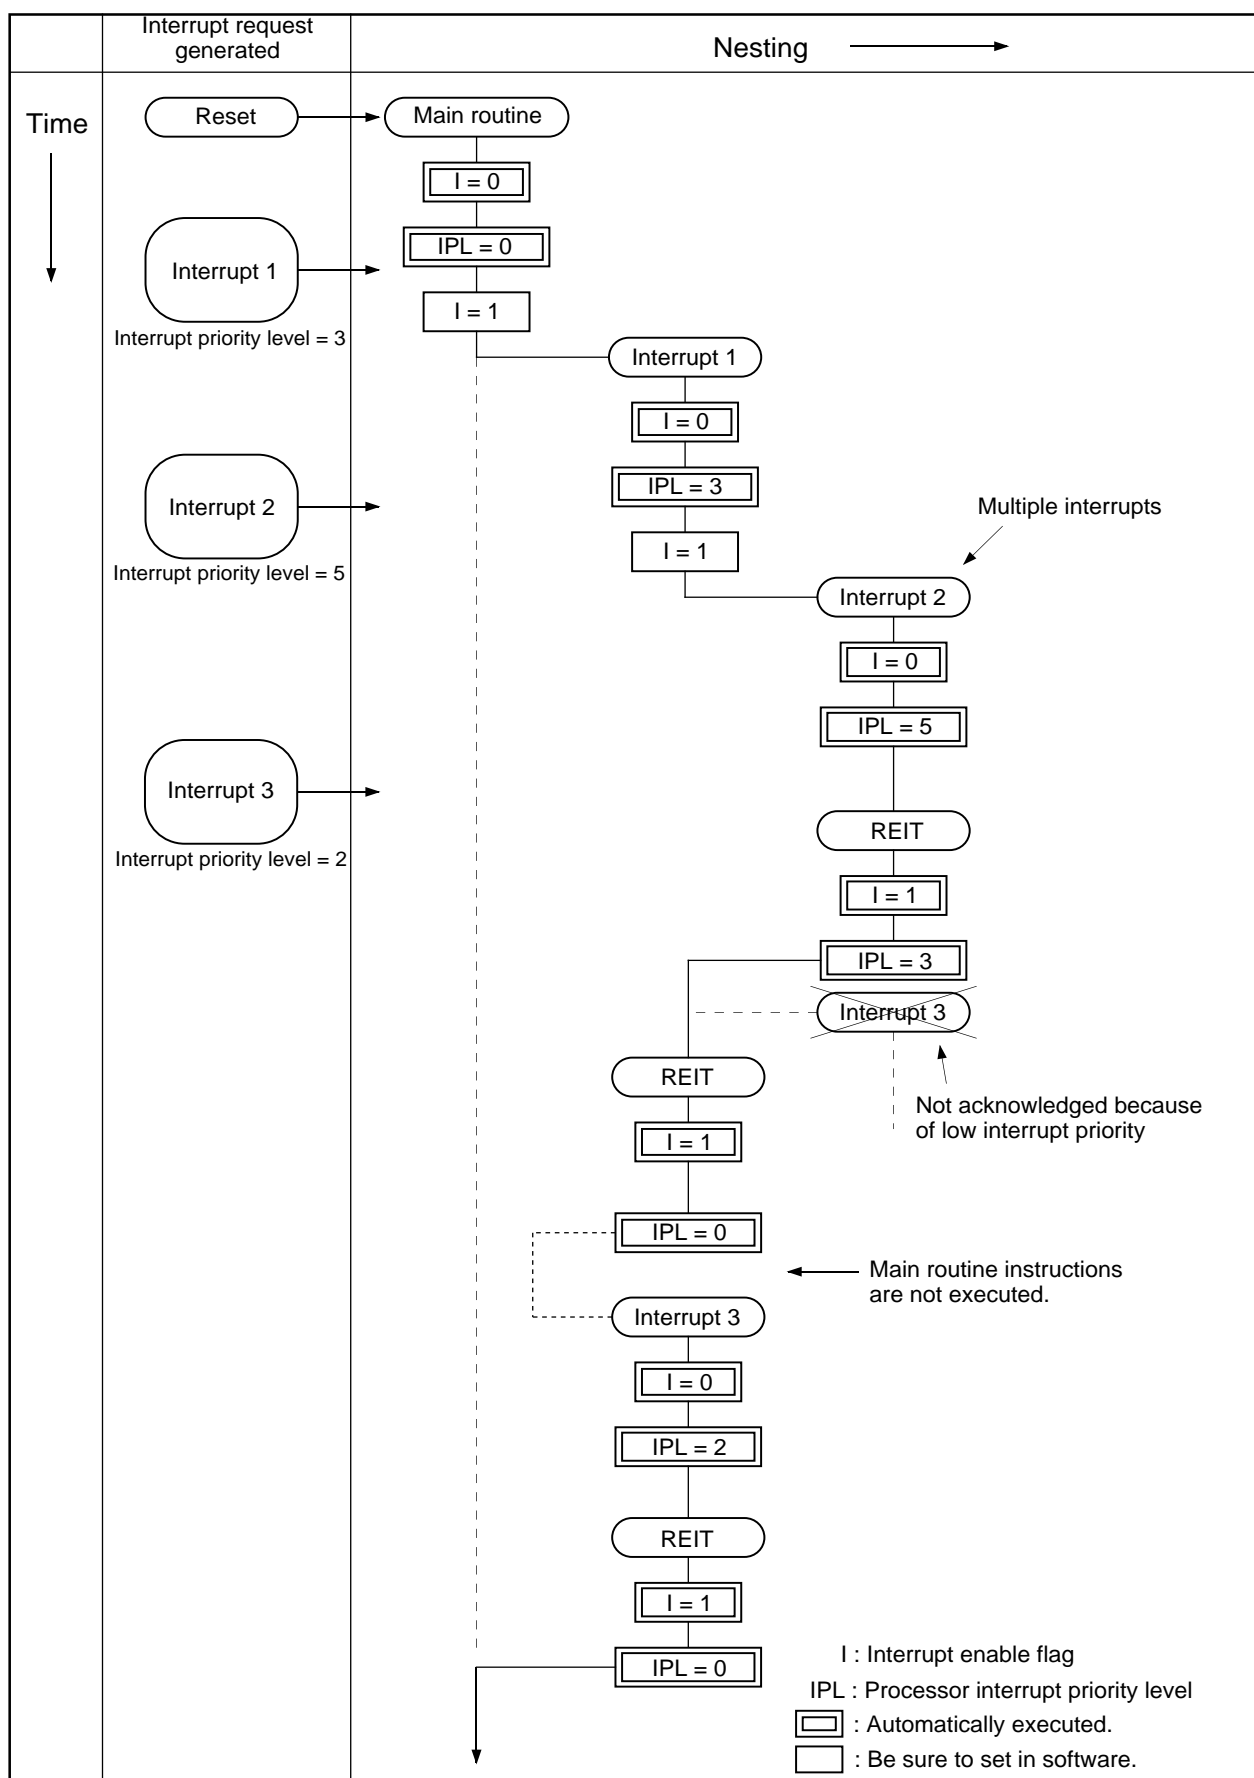 Interrupt request
generated
Nesting
Time
Reset
Main routine
I = 0
IPL = 0
Interrupt 1
I = 1
Interrupt priority level = 3
Interrupt 1
I = 0
IPL = 3
Interrupt 2
Multiple interrupts
I = 1
Interrupt priority level = 5
Interrupt 2
I = 0
IPL = 5
Interrupt 3
REIT
Interrupt priority level = 2
I = 1
IPL = 3
Interrupt 3
REIT
Not acknowledged because
of low interrupt priority
I = 1
IPL = 0
Main routine instructions
are not executed.
Interrupt 3
I = 0
IPL = 2
REIT
I = 1
IPL = 0
I : Interrupt enable flag
IPL : Processor interrupt priority level
: Automatically executed.
: Be sure to set in software.